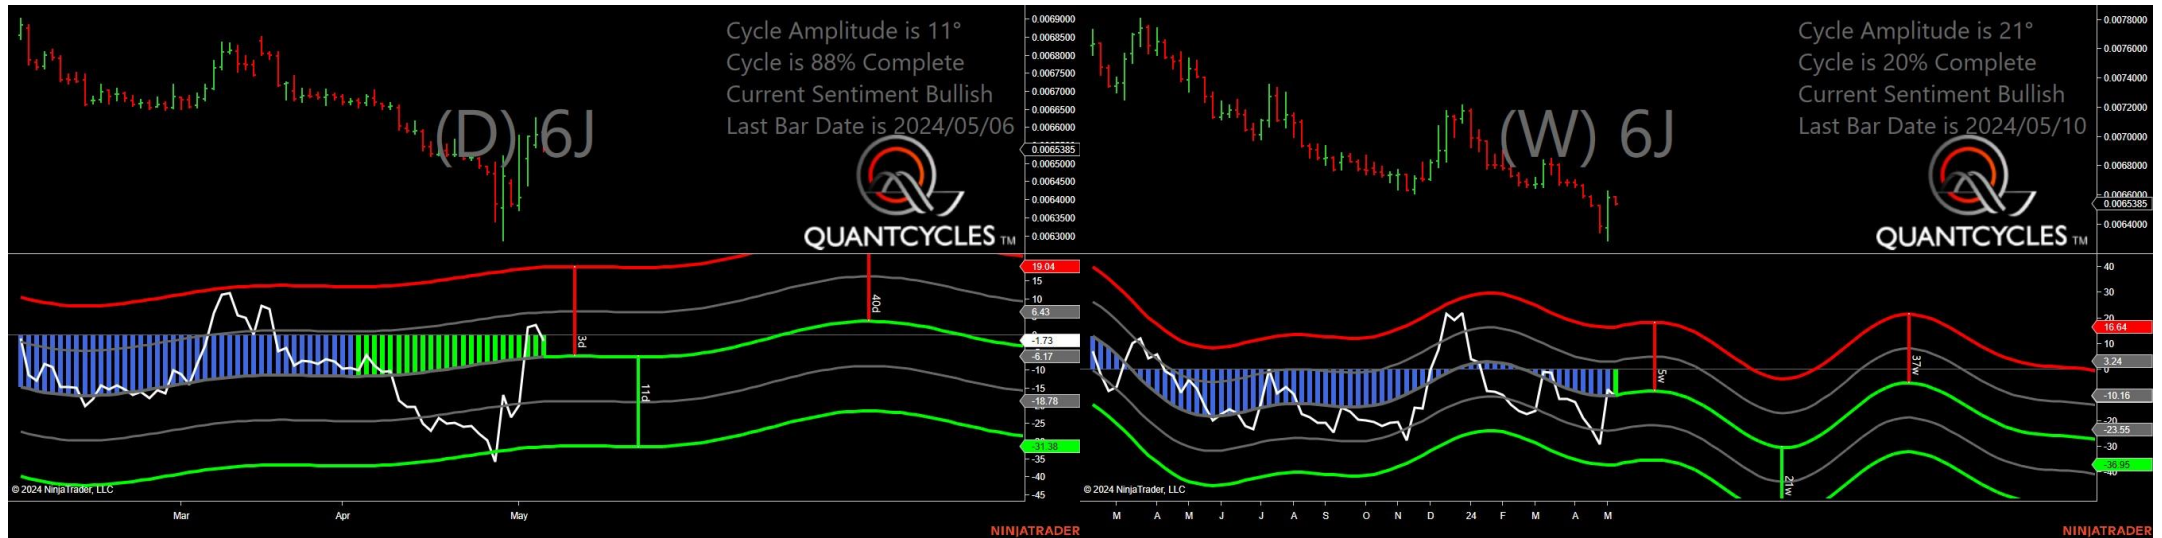 Cycle Amplitude is 11°
Cycle is 88% Complete
Current Sentiment Bullish
Last Bar Date is 2024/05/06
(D) 6J
QUANTCYCLES TM
0.0069000
0.0068500
0.0068000
0.0067500
0.0067000
0.0066500
0.0066000
0.0065385
0.0065000
0.0064500
0.0064000
0.0063500
0.0063000
19.04
15
10
6.43
-1.73
-6.17
-10
-15
-18.78
-25
-31.38
-35
-40
-45
3d
11d
40d
© 2024 NinjaTrader, LLC
Mar
Apr
May
NINJATRADER
Cycle Amplitude is 21°
Cycle is 20% Complete
Current Sentiment Bullish
Last Bar Date is 2024/05/10
(W) 6J
QUANTCYCLES TM
0.0078000
0.0076000
0.0074000
0.0072000
0.0070000
0.0068000
0.0066000
0.0065385
0.0064000
40
30
20
16.64
10
3.24
0
-10.16
-20
-23.55
-30
-36.95
-40
5w
21w
37w
© 2024 NinjaTrader, LLC
M A M J J A S O N D 24 F M A M
NINJATRADER